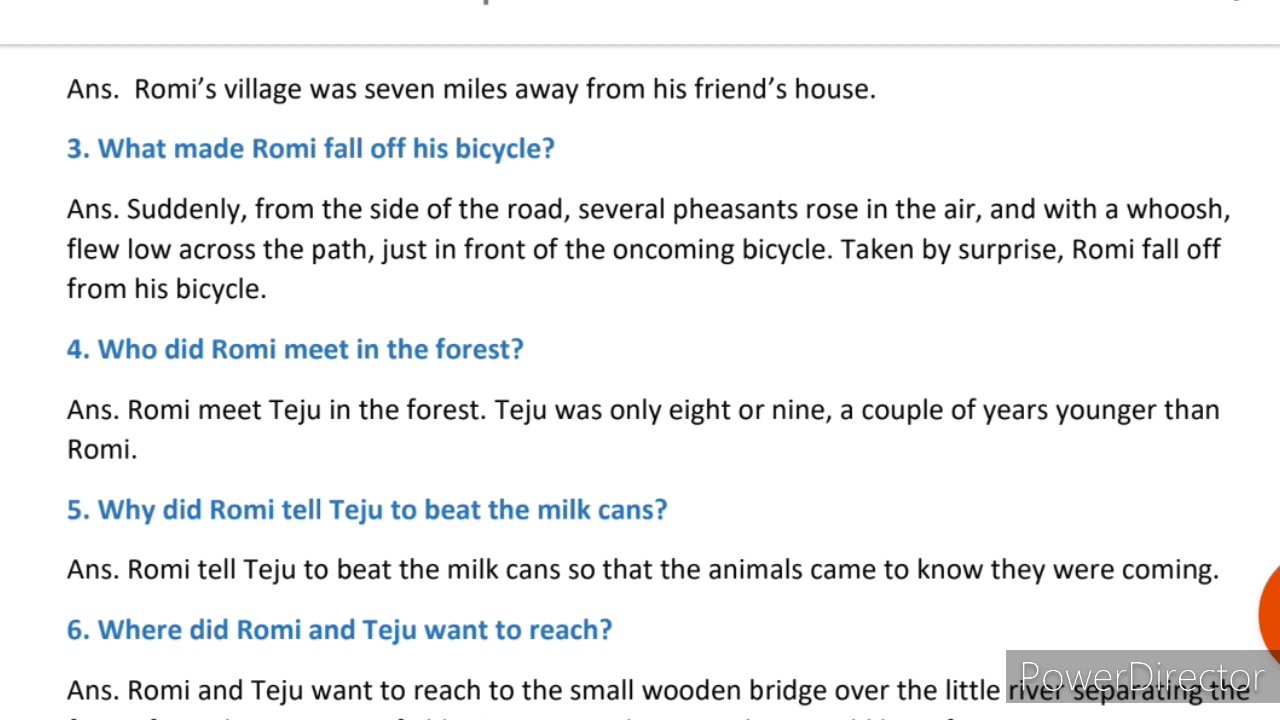 Ans.  Romi’s village was seven miles away from his friend’s house.
3. What made Romi fall off his bicycle?
Ans. Suddenly, from the side of the road, several pheasants rose in the air, and with a whoosh,
flew low across the path, just in front of the oncoming bicycle. Taken by surprise, Romi fall off
from his bicycle.
4. Who did Romi meet in the forest?
Ans. Romi meet Teju in the forest. Teju was only eight or nine, a couple of years younger than
Romi.
5. Why did Romi tell Teju to beat the milk cans?
Ans. Romi tell Teju to beat the milk cans so that the animals came to know they were coming.
6. Where did Romi and Teju want to reach?
Ans. Romi and Teju want to reach to the small wooden bridge over the little river separating the
PowerDirector